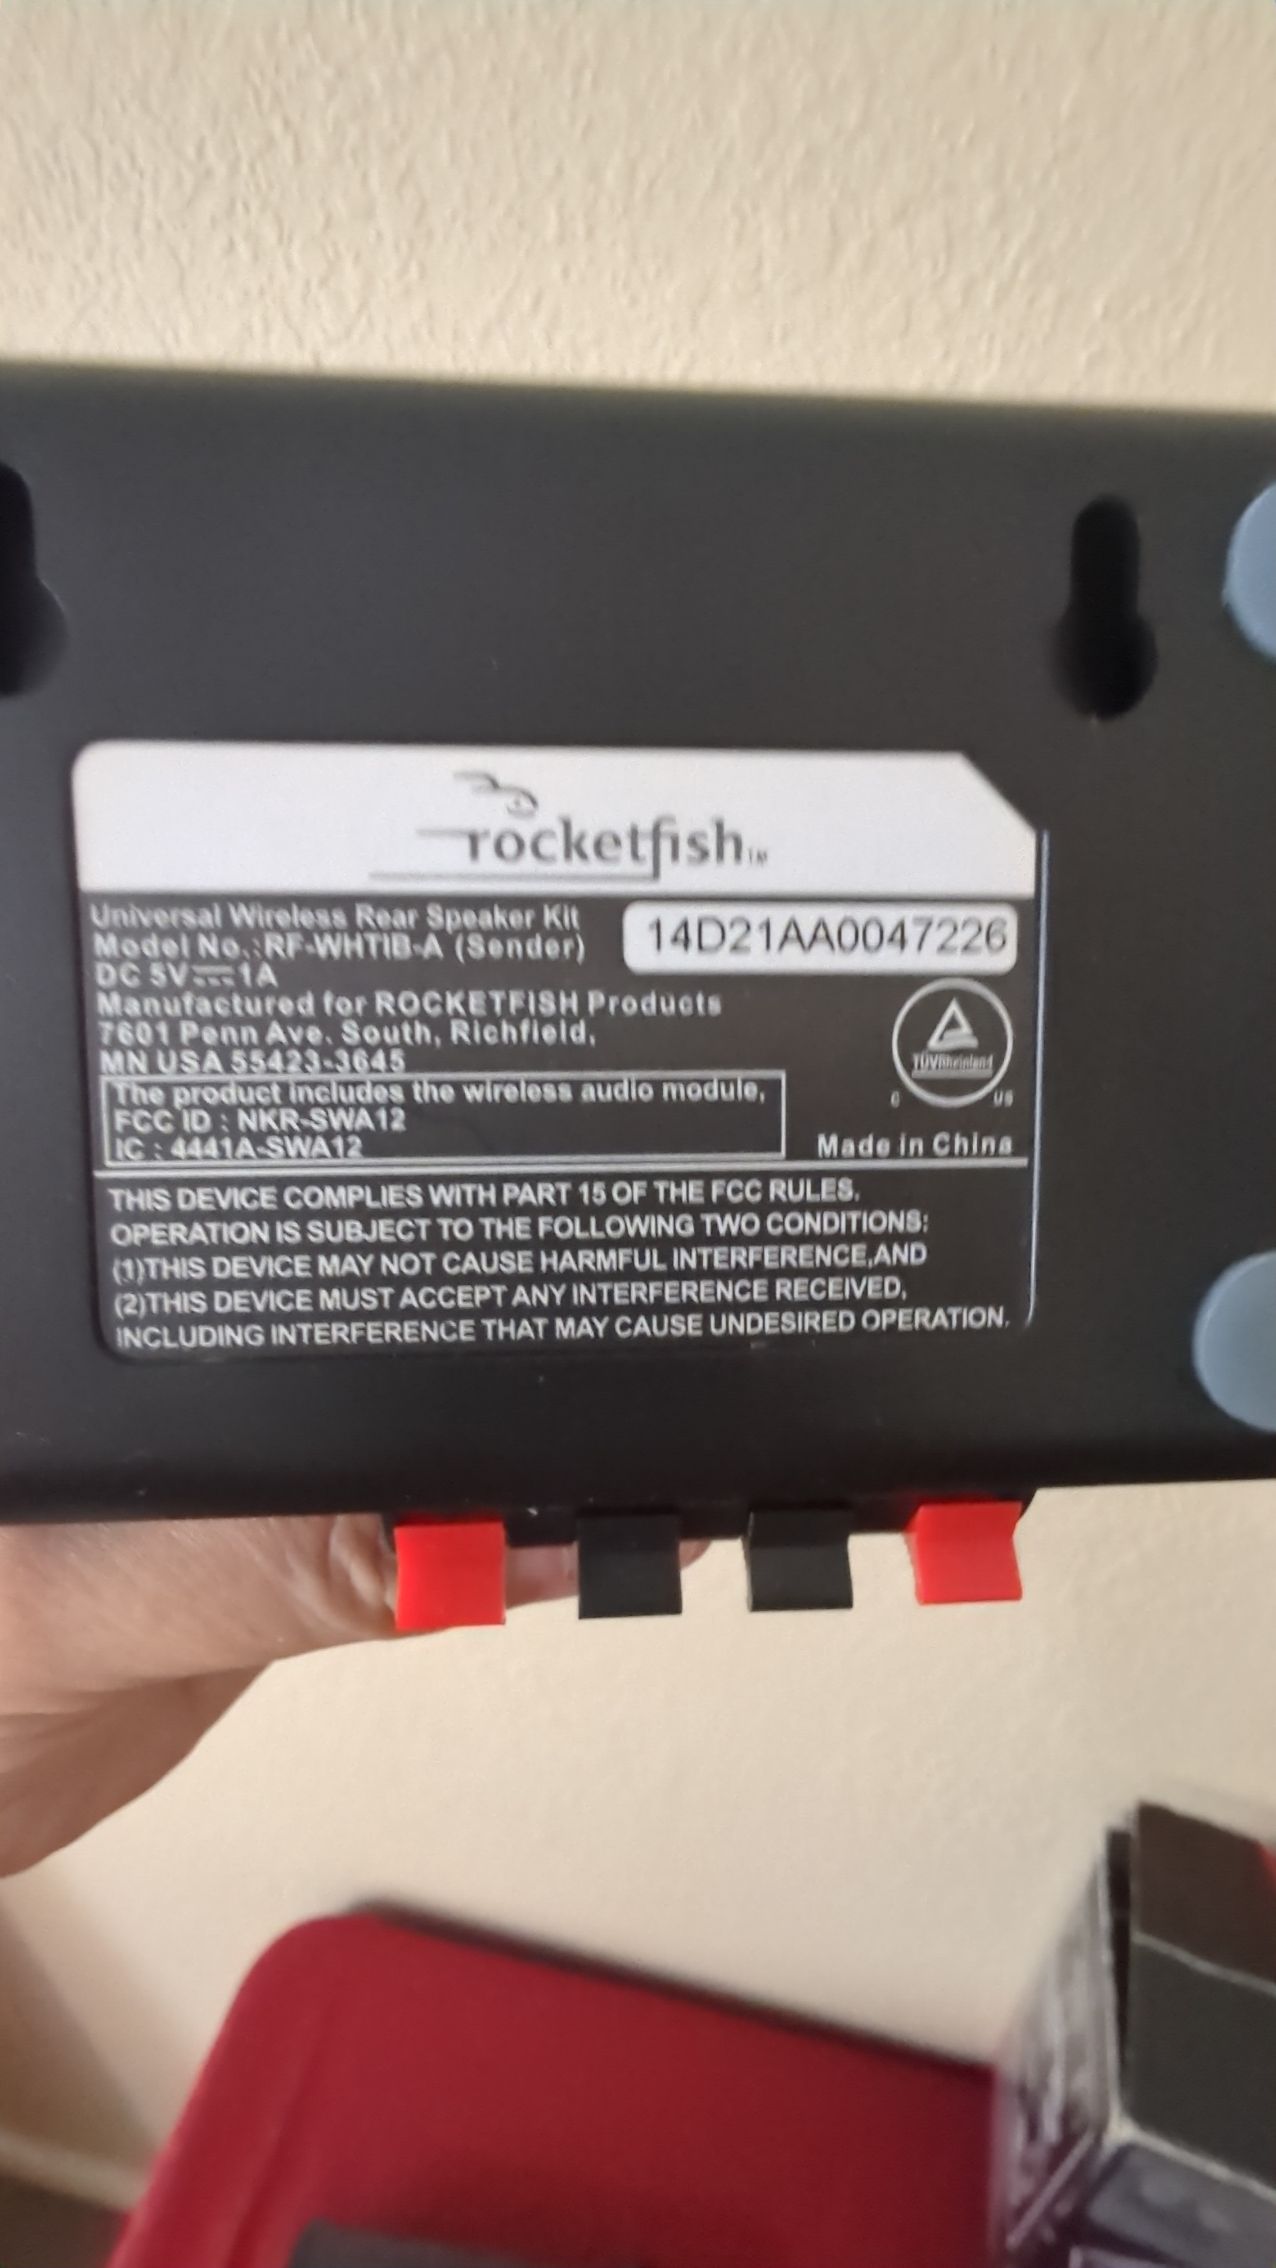 rocketfish™
Universal Wireless Rear Speaker Kit
Model No.:RF-WHTIB-A (Sender)
14D21AA0047226
DC 5V⎓1A
Manufactured for ROCKETFISH Products
7601 Penn Ave. South, Richfield,
MN USA 55423-3645
The product includes the wireless audio module,
FCC ID : NKR-SWA12
IC : 4441A-SWA12
TÜVRheinland
C US
Made in China
THIS DEVICE COMPLIES WITH PART 15 OF THE FCC RULES.
OPERATION IS SUBJECT TO THE FOLLOWING TWO CONDITIONS:
(1)THIS DEVICE MAY NOT CAUSE HARMFUL INTERFERENCE,AND
(2)THIS DEVICE MUST ACCEPT ANY INTERFERENCE RECEIVED,
INCLUDING INTERFERENCE THAT MAY CAUSE UNDESIRED OPERATION.